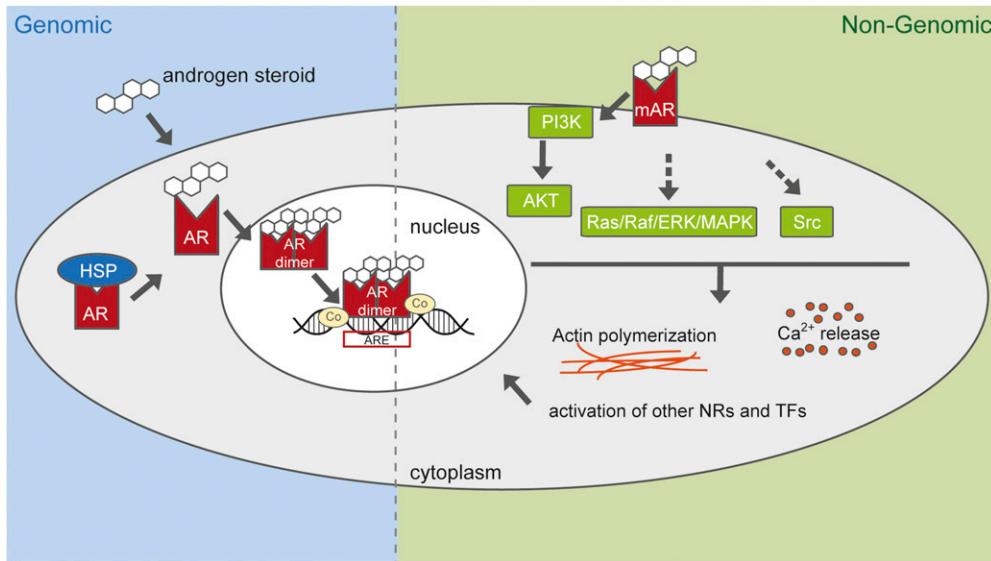 Genomic
Non-Genomic
androgen steroid
mAR
PI3K
AKT
Ras/Raf/ERK/MAPK
Src
AR
HSP
AR
nucleus
AR
dimer
AR
dimer
Co
Co
ARE
Actin polymerization
Ca²⁺ release
activation of other NRs and TFs
cytoplasm